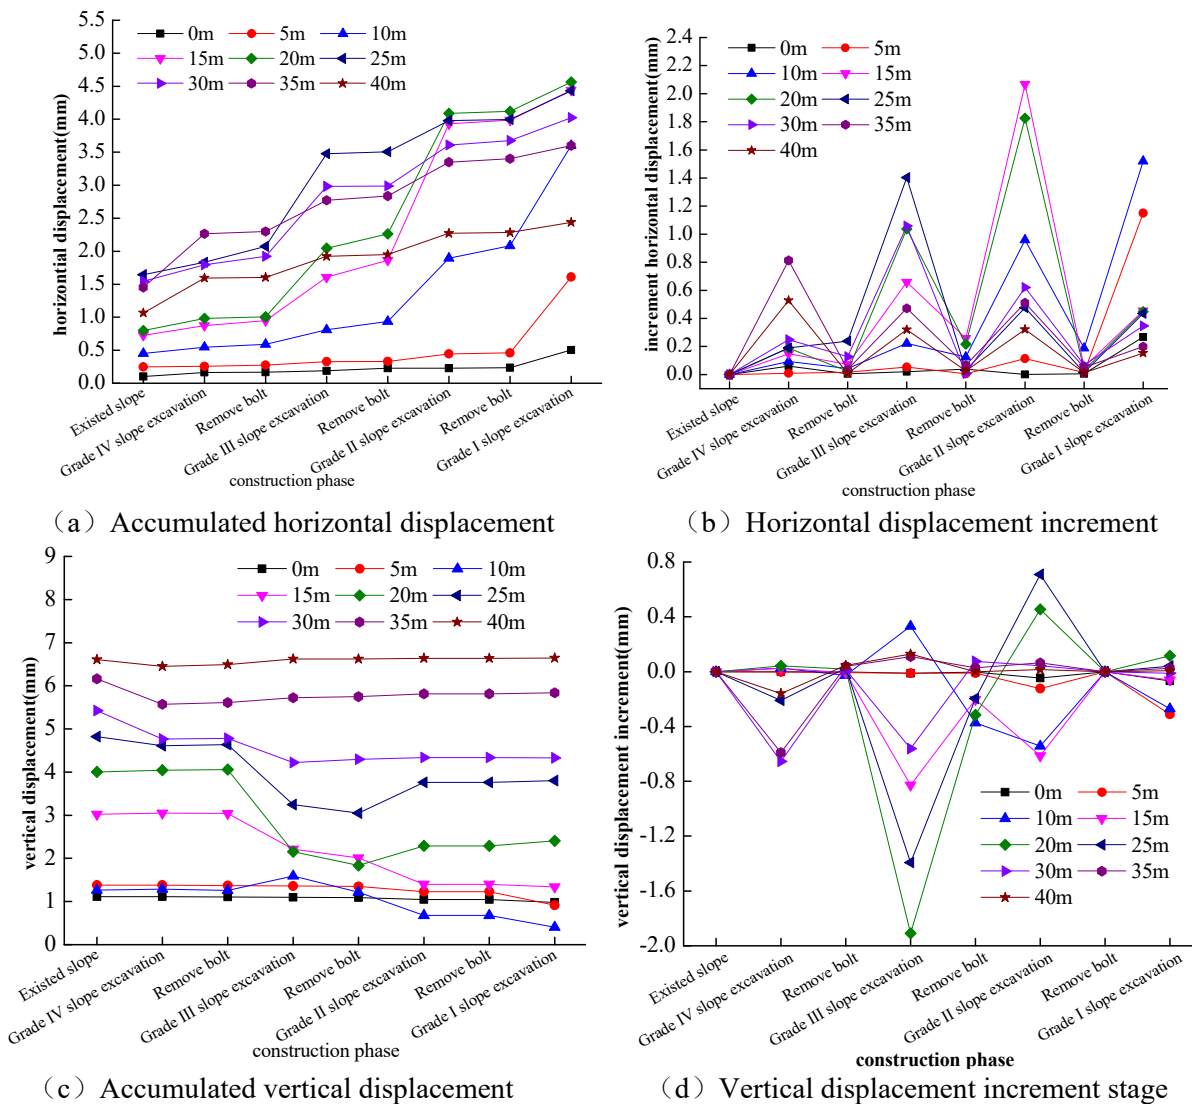 5.5
5.0
4.5
4.0
3.5
3.0
2.5
2.0
1.5
1.0
0.5
0.0
horizontial displacement(mm)
0m 5m 10m
15m 20m 25m
30m 35m 40m
Existed slope
Grade IV slope excavation
Remove bolt
Grade III slope excavation
Remove bolt
Grade II slope excavation
Remove bolt
Grade I slope excavation
construction phase
（a）Accumulated horizontal displacement
2.4
2.2
2.0
1.8
1.6
1.4
1.2
1.0
0.8
0.6
0.4
0.2
0.0
increment horizontal displacement(mm)
0m 5m
10m 15m
20m 25m
30m 35m
40m
Existed slope
Grade IV slope excavation
Remove bolt
Grade III slope excavation
Remove bolt
Grade II slope excavation
Remove bolt
Grade I slope excavation
construction phase
（b）Horizontal displacement increment
9
8
7
6
5
4
3
2
1
0
vertical displacement(mm)
0m 5m 10m
15m 20m 25m
30m 35m 40m
Existed slope
Grade IV slope excavation
Remove bolt
Grade III slope excavation
Remove bolt
Grade II slope excavation
Remove bolt
Grade I slope excavation
construction phase
（c）Accumulated vertical displacement
0.8
0.4
0.0
-0.4
-0.8
-1.2
-1.6
-2.0
vertical displacement increment(mm)
0m 5m
10m 15m
20m 25m
30m 35m
40m
Existed slope
Grade IV slope excavation
Remove bolt
Grade III slope excavation
Remove bolt
Grade II slope excavation
Remove bolt
Grade I slope excavation
construction phase
（d）Vertical displacement increment stage